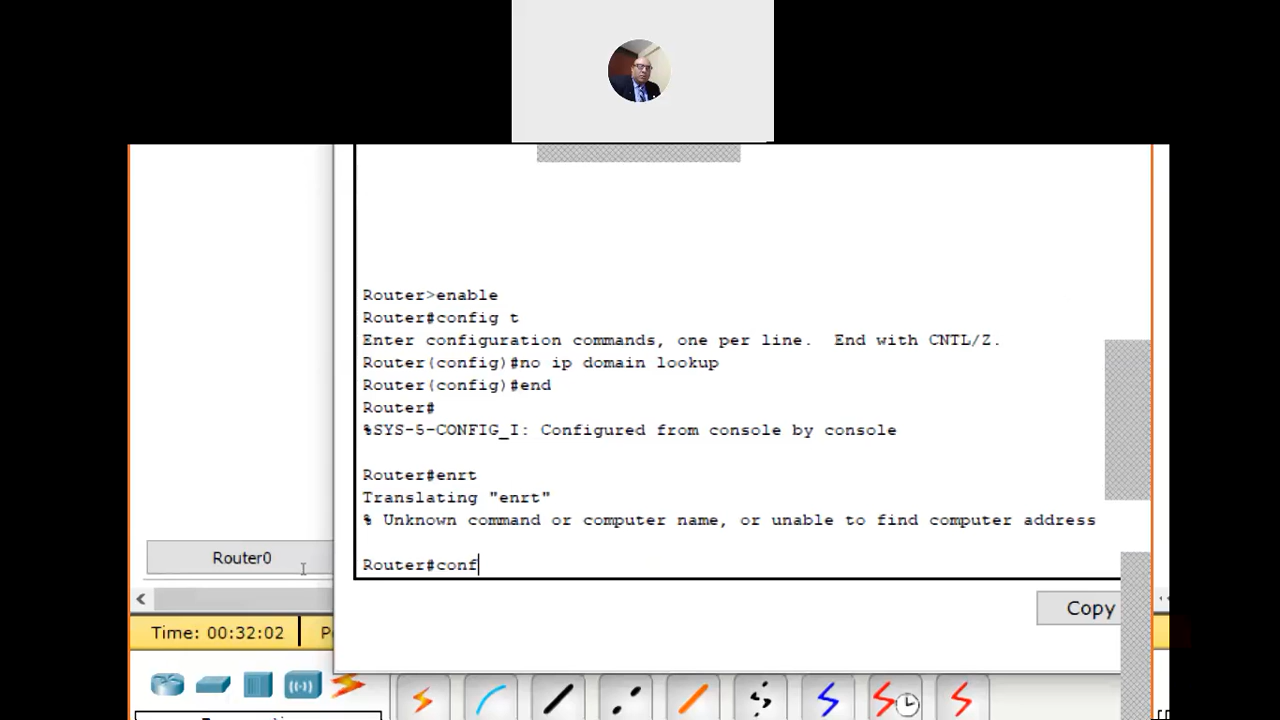 Router>enable
Router#config t
Enter configuration commands, one per line.  End with CNTL/Z.
Router(config)#no ip domain lookup
Router(config)#end
Router#
%SYS-5-CONFIG_I: Configured from console by console
Router#enrt
Translating "enrt"
% Unknown command or computer name, or unable to find computer address
Router#conf
Router0
Copy
Time: 00:32:02